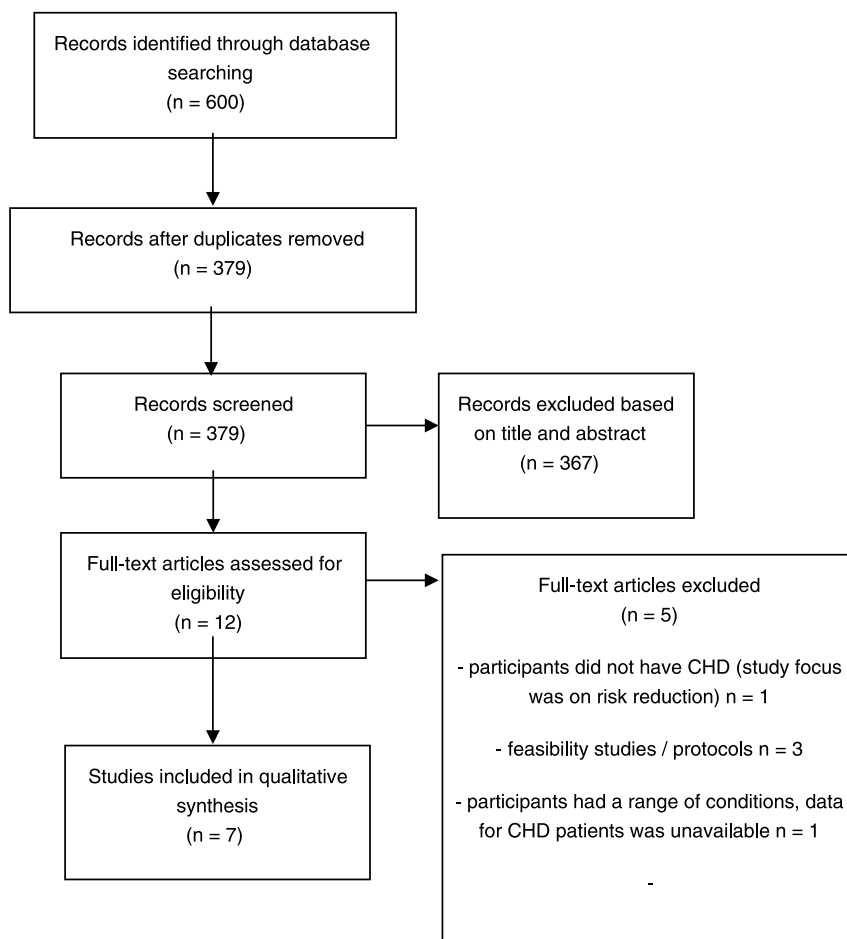 Records identified through database
searching
(n = 600)
Records after duplicates removed
(n = 379)
Records screened
(n = 379)
Records excluded based
on title and abstract
(n = 367)
Full-text articles assessed for
eligibility
(n = 12)
Full-text articles excluded
(n = 5)
- participants did not have CHD (study focus
was on risk reduction) n = 1
- feasibility studies / protocols n = 3
- participants had a range of conditions, data
for CHD patients was unavailable n = 1
-
Studies included in qualitative
synthesis
(n = 7)